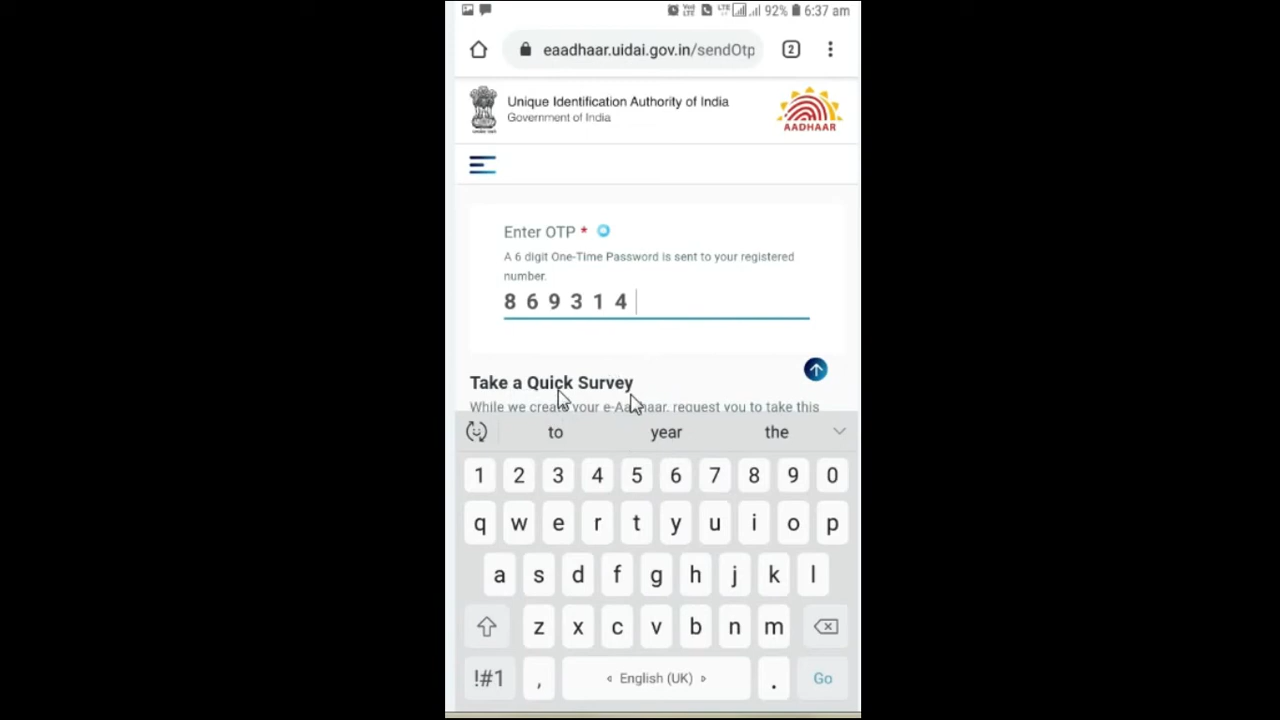 92% 6:37 am
eaadhaar.uidai.gov.in/sendOtp 2
Unique Identification Authority of India
Government of India
AADHAAR
Enter OTP *
A 6 digit One-Time Password is sent to your registered
number.
8 6 9 3 1 4
Take a Quick Survey
While we create your e-Aadhaar, request you to take this
to year the
1 2 3 4 5 6 7 8 9 0
q w e r t y u i o p
a s d f g h j k l
z x c v b n m
!#1 , English (UK) . Go